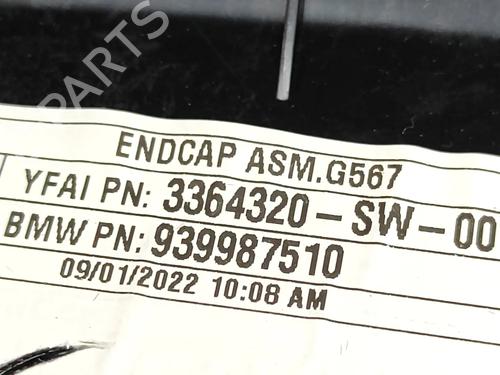 PARTS
ENDCAP ASM.G567
YFAI PN: 3364320-SW-00
BMW PN: 939987510
09/01/2022 10:08 AM